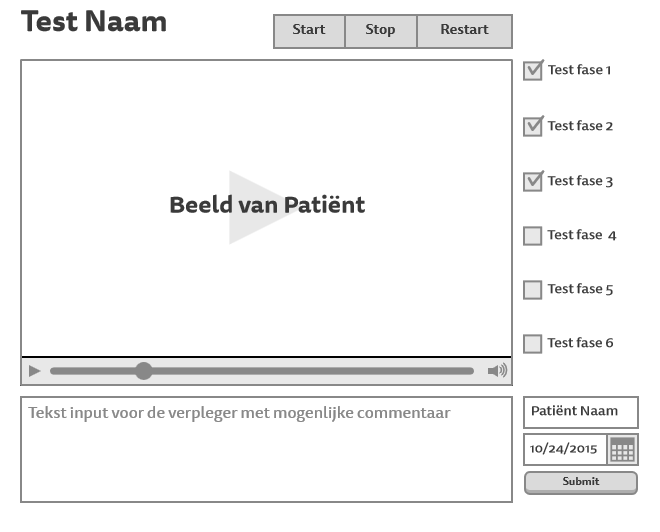 Test Naam
Start Stop Restart
Test fase 1
Test fase 2
Test fase 3
Test fase 4
Test fase 5
Test fase 6
Beeld van Patiënt
Tekst input voor de verpleger met mogenlijke commentaar
Patiënt Naam
10/24/2015
Submit